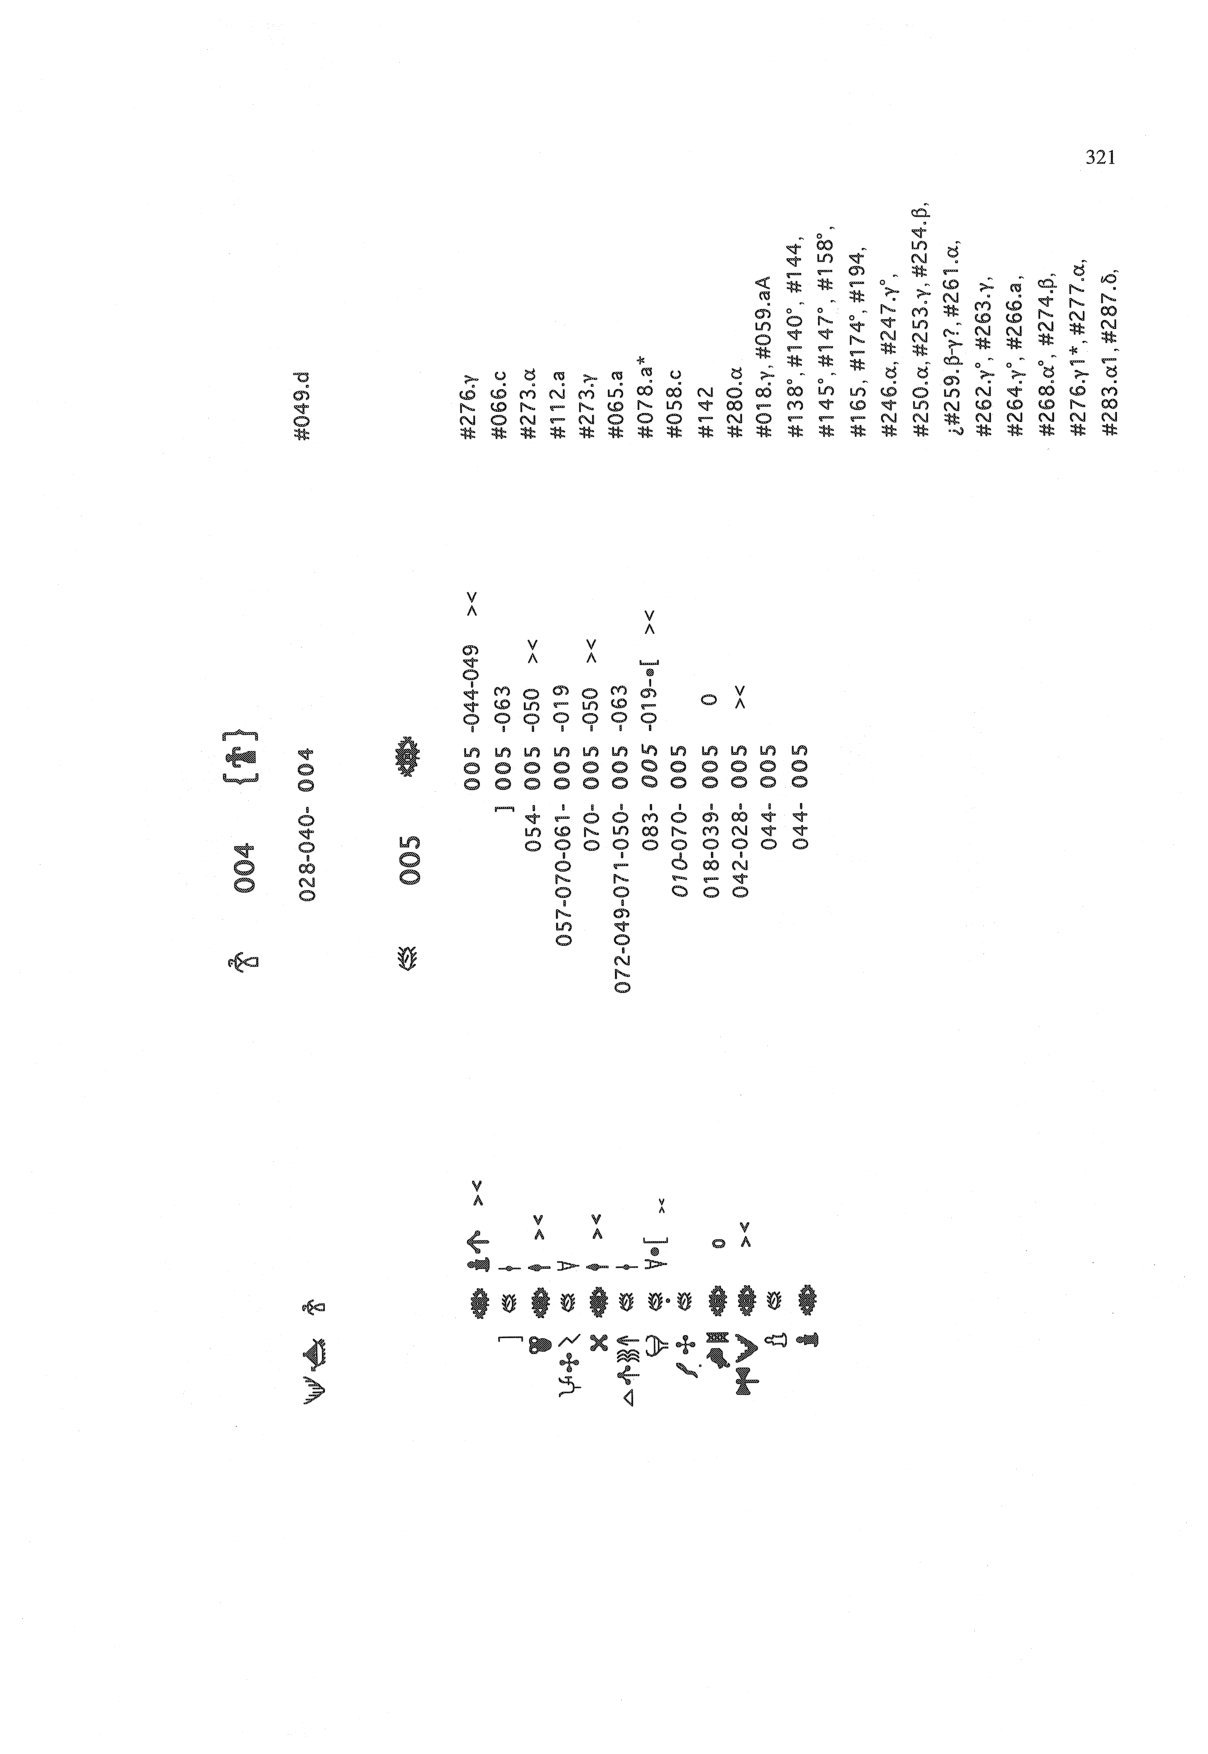 321
004 { }
028-040- 004 #049.d
005
005 -044-049 >< #276.γ
] 005 -063 #066.c
054- 005 -050 >< #273.α
057-070-061- 005 -019 #112.a
070- 005 -050 >< #273.γ
072-049-071-050- 005 -063 #065.a
083- 005 -019-•[ >< #078.a*
010-070- 005 #058.c
018-039- 005 0 #142
042-028- 005 >< #280.α
044- 005 #018.γ, #059.aA
044- 005 #138°, #140°, #144,
#145°, #147°, #158°,
#165, #174°, #194,
#246.α, #247.γ°,
#250.α, #253.γ, #254.β,
¿#259.β-γ?, #261.α,
#262.γ°, #263.γ,
#264.γ°, #266.a,
#268.α°, #274.β,
#276.γ1*, #277.α,
#283.α1, #287.δ,